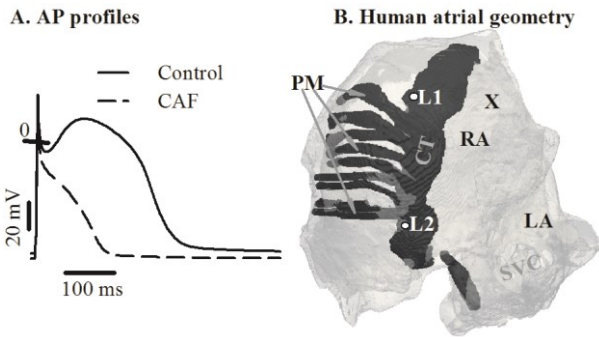 A. AP profiles
Control
CAF
0
20 mV
100 ms
B. Human atrial geometry
PM
L1
X
CT
RA
L2
LA
SVC